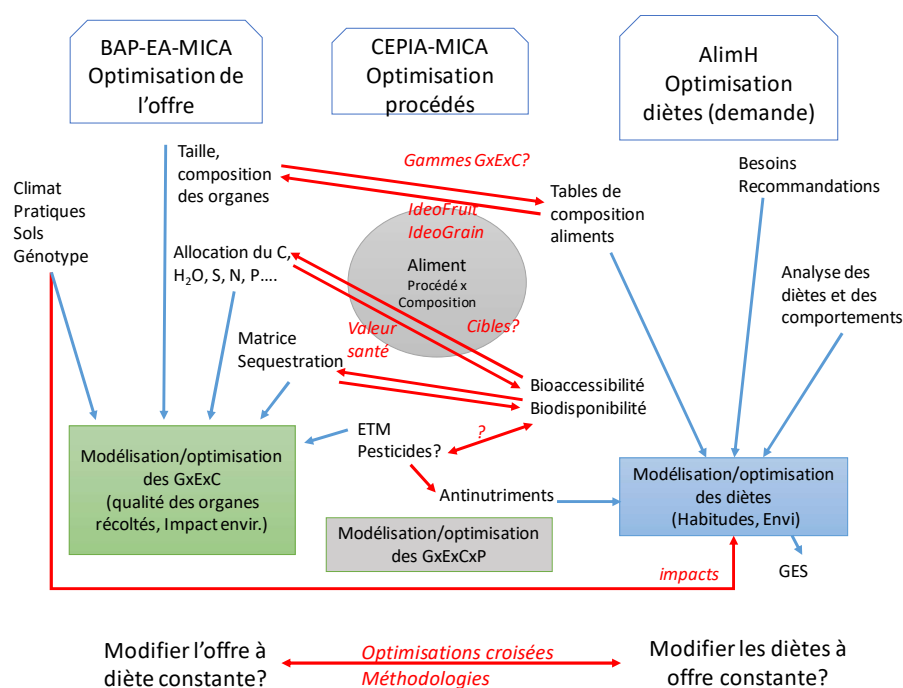 BAP-EA-MICA
Optimisation de
l'offre
CEPIA-MICA
Optimisation
procédés
AlimH
Optimisation
diètes (demande)
Climat
Pratiques
Sols
Génotype
Taille,
composition
des organes
Gammes GxExC?
IdeoFruit
IdeoGrain
Tables de
composition
aliments
Besoins
Recommandations
Allocation du C,
H₂O, S, N, P....
Aliment
Procédé x
Composition
Analyse des
diètes et des
comportements
Valeur
santé
Cibles?
Matrice
Sequestration
Bioaccessibilité
Biodisponibilité
ETM
Pesticides?
?
Antinutriments
Modélisation/optimisation
des GxExC
(qualité des organes
récoltés, Impact envir.)
Modélisation/optimisation
des GxExCxP
Modélisation/optimisation
des diètes
(Habitudes, Envi)
impacts
GES
Modifier l'offre à
diète constante?
Optimisations croisées
Méthodologies
Modifier les diètes à
offre constante?